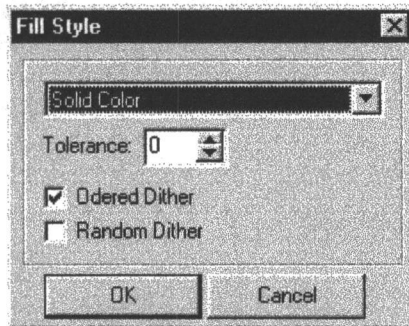 Fill Style
Solid Color
Tolerance: 0
Odered Dither
Random Dither
OK Cancel